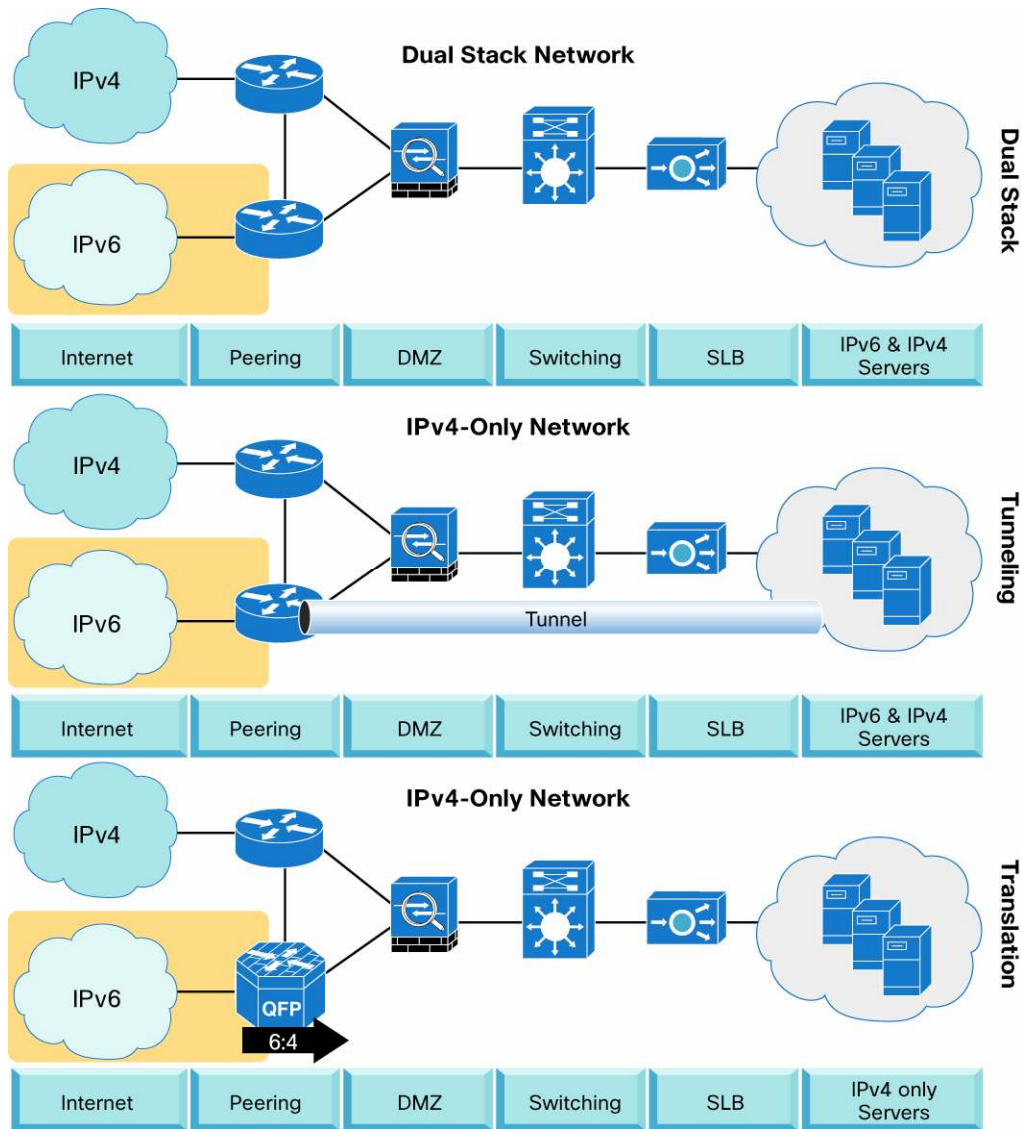 Dual Stack Network
IPv4
IPv6
Dual Stack
Internet
Peering
DMZ
Switching
SLB
IPv6 & IPv4
Servers
IPv4-Only Network
IPv4
IPv6
Tunnel
Tunneling
Internet
Peering
DMZ
Switching
SLB
IPv6 & IPv4
Servers
IPv4-Only Network
IPv4
IPv6
QFP
6:4
Translation
Internet
Peering
DMZ
Switching
SLB
IPv4 only
Servers